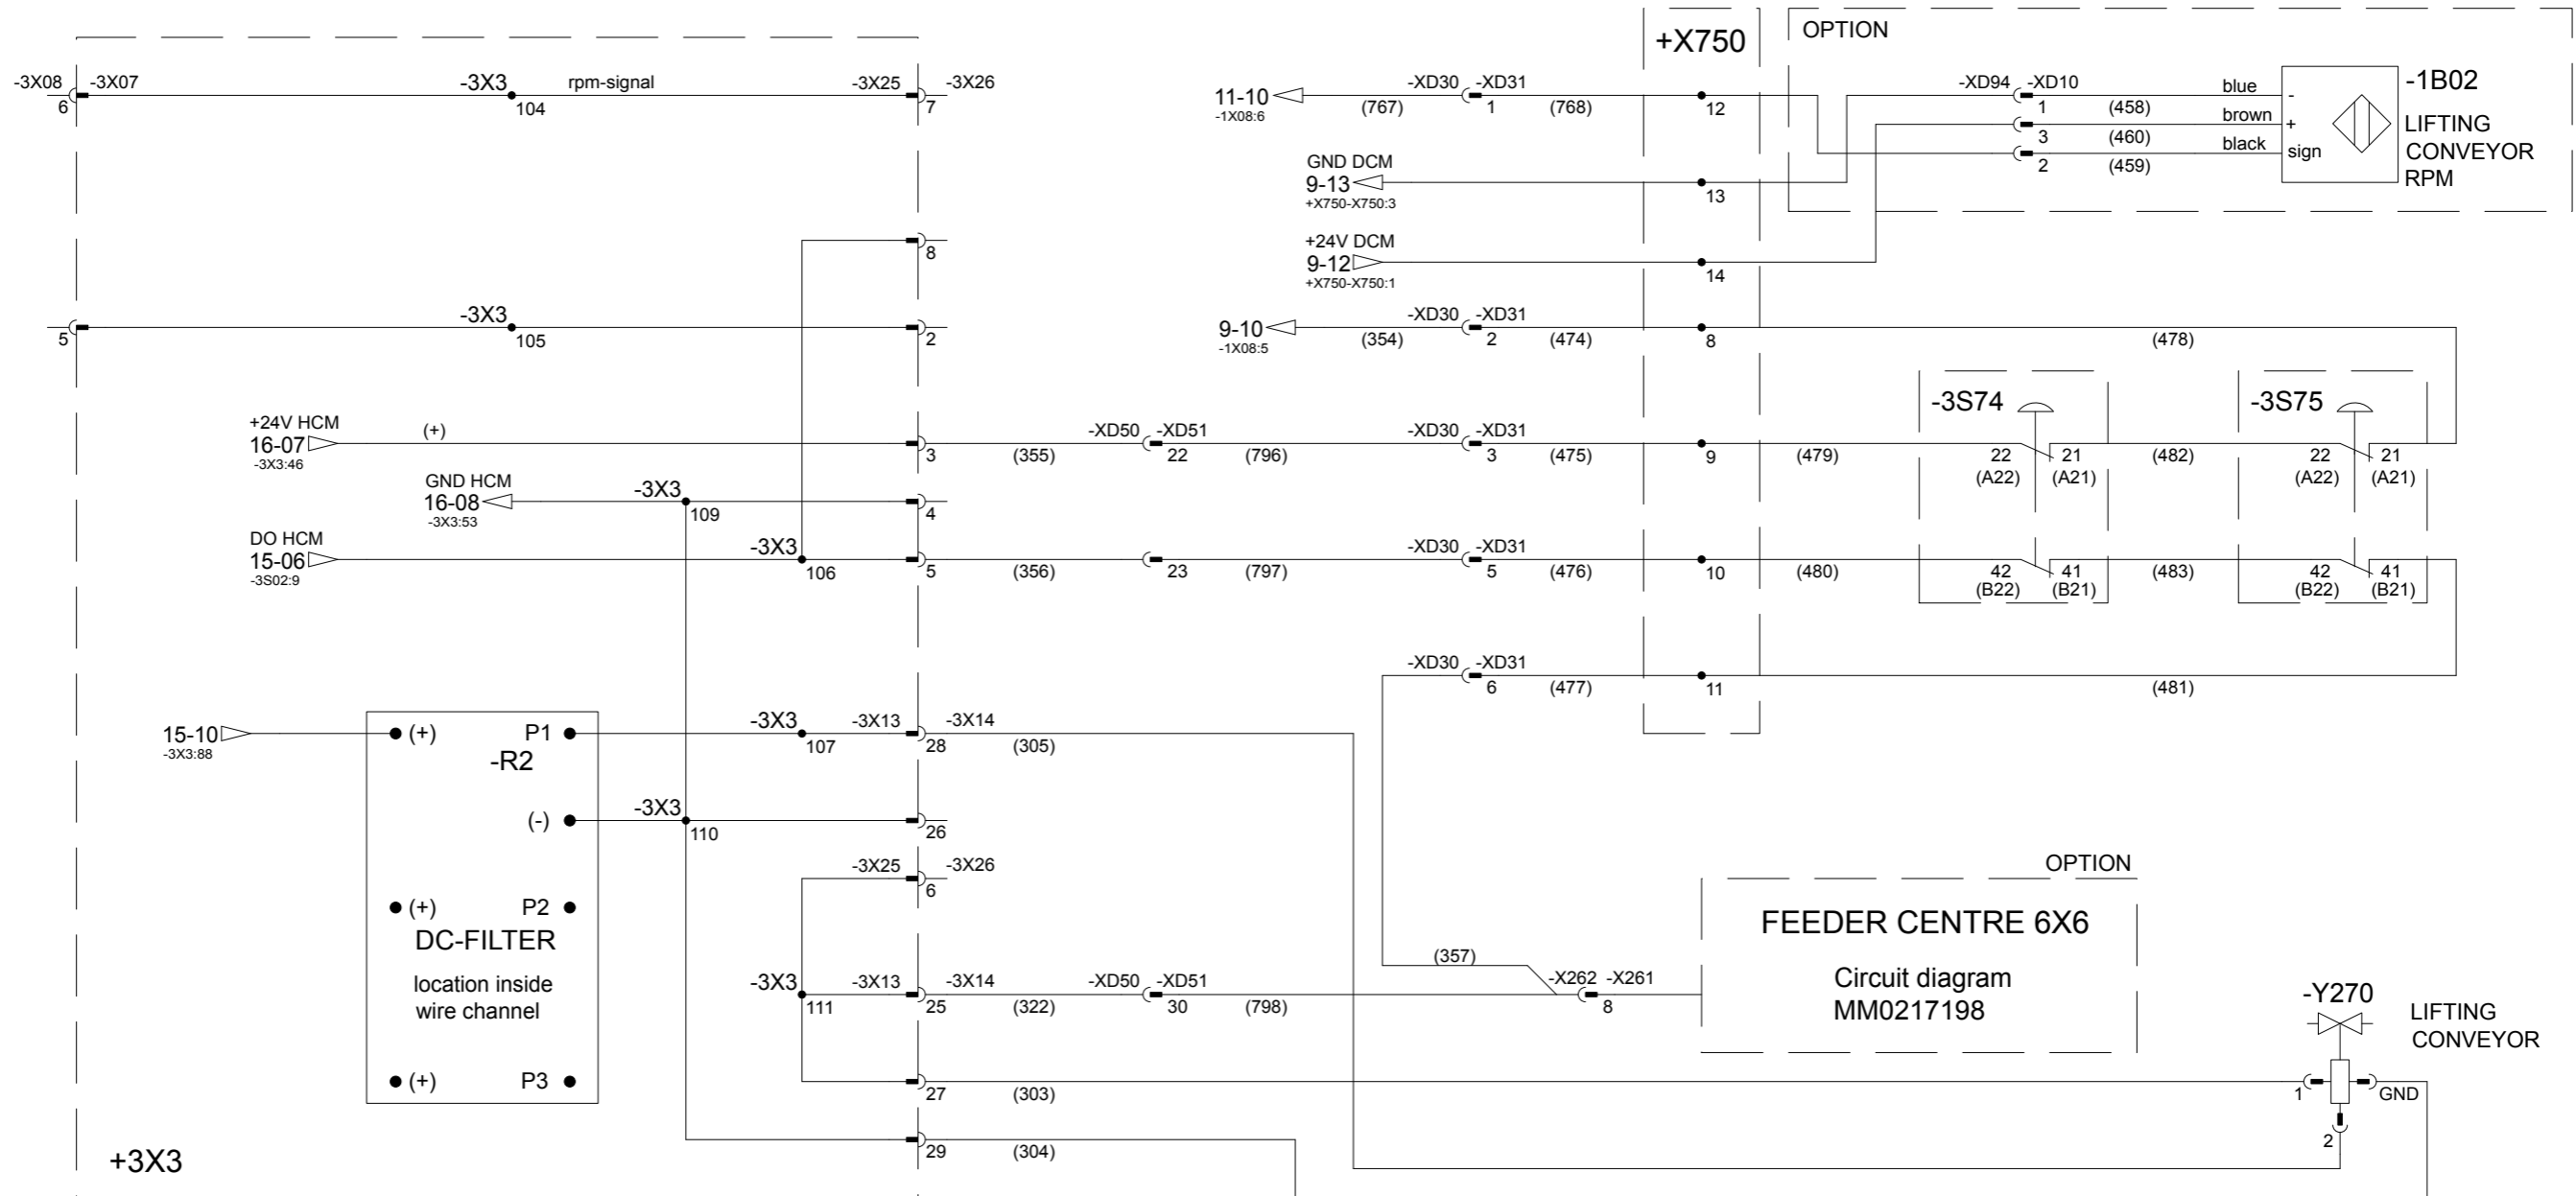 +X750
OPTION
-3X08
-3X07
-3X3
rpm-signal
-3X25
-3X26
6
104
7
11-10
-1X08:6
(767)
-XD30
-XD31
1
(768)
12
-XD94
-XD10
1
(458)
blue
-
3
(460)
brown
+
2
(459)
black
sign
-1B02
LIFTING
CONVEYOR
RPM
GND DCM
9-13
+X750-X750:3
13
+24V DCM
9-12
+X750-X750:1
14
8
5
-3X3
105
2
9-10
-1X08:5
(354)
-XD30
-XD31
2
(474)
8
(478)
-3S74
-3S75
+24V HCM
16-07
-3X3:46
(+)
3
(355)
-XD50
-XD51
22
(796)
-XD30
-XD31
3
(475)
9
(479)
22
(A22)
21
(A21)
(482)
22
(A22)
21
(A21)
GND HCM
16-08
-3X3:53
-3X3
109
4
DO HCM
15-06
-3S02:9
-3X3
106
5
(356)
23
(797)
-XD30
-XD31
5
(476)
10
(480)
42
(B22)
41
(B21)
(483)
42
(B22)
41
(B21)
-XD30
-XD31
6
(477)
11
(481)
15-10
-3X3:88
(+)
P1
-R2
-3X3
107
-3X13
-3X14
28
(305)
(-)
-3X3
110
26
(+)
P2
DC-FILTER
location inside
wire channel
(+)
P3
-3X25
-3X26
6
-3X3
111
-3X13
-3X14
25
(322)
-XD50
-XD51
30
(798)
(357)
-X262
-X261
8
OPTION
FEEDER CENTRE 6X6
Circuit diagram
MM0217198
-Y270
LIFTING
CONVEYOR
27
(303)
1
GND
2
29
(304)
+3X3